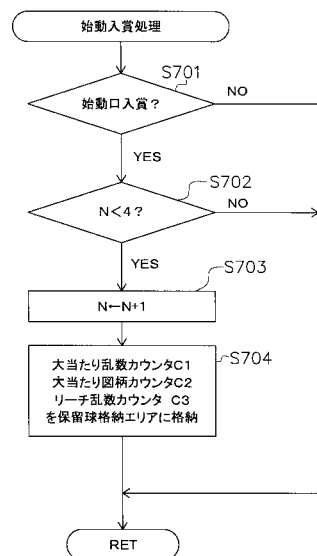 始動入賞処理
S701
始動口入賞?
NO
YES
S702
N<4?
NO
YES
S703
N←N+1
S704
大当たり乱数カウンタC1
大当たり図柄カウンタC2
リーチ乱数カウンタ C3
を保留球格納エリアに格納
RET